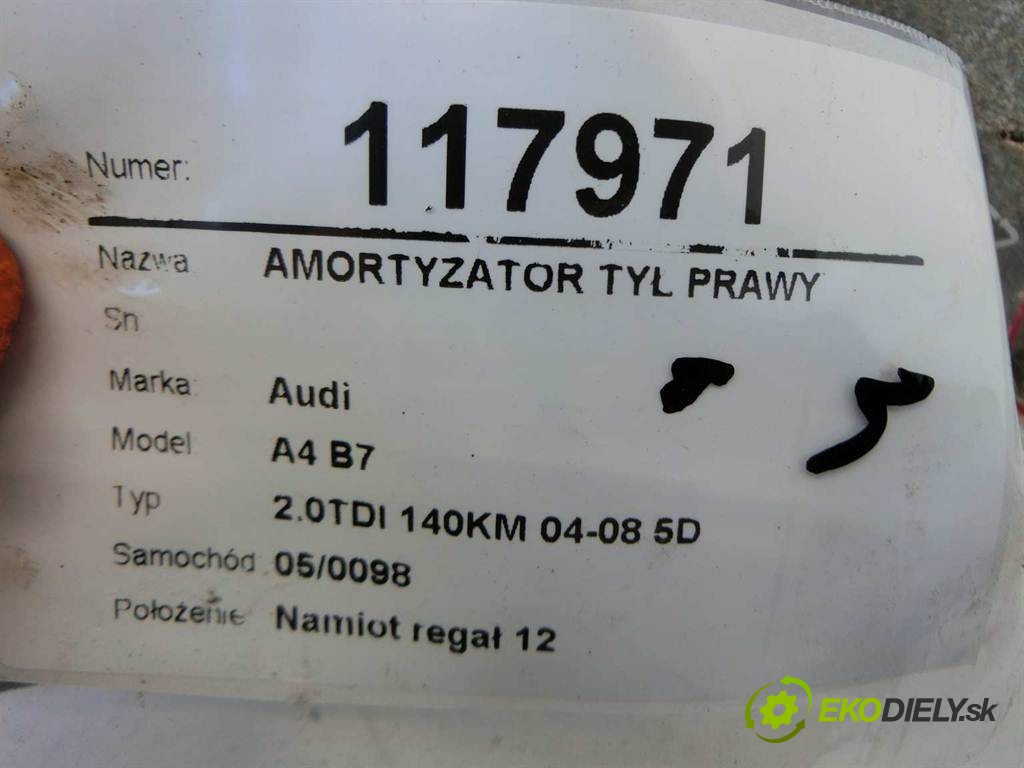 Numer: 117971
Nazwa AMORTYZATOR TYŁ PRAWY
Sn
Marka: Audi
Model A4 B7
Typ 2.0TDI 140KM 04-08 5D
Samochód 05/0098
Położenie Namiot regał 12
EKODIELY.sk